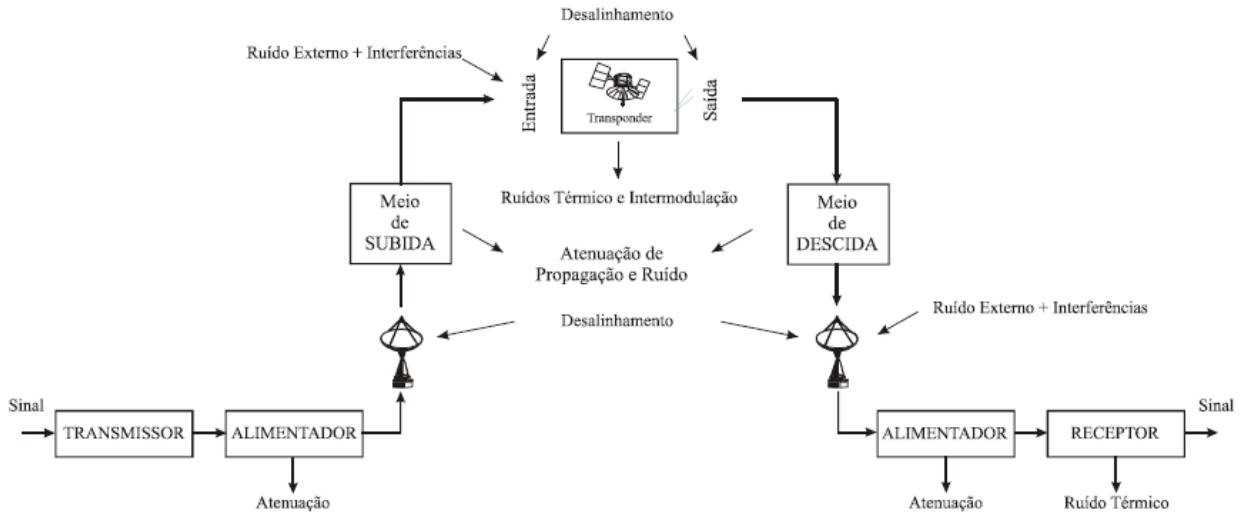 Desalinhamento
Ruído Externo + Interferências
Entrada
Transponder
Saída
Ruídos Térmico e Intermodulação
Meio
de
SUBIDA
Meio
de
DESCIDA
Atenuação de
Propagação e Ruído
Desalinhamento
Ruído Externo + Interferências
Sinal
TRANSMISSOR
ALIMENTADOR
Atenuação
ALIMENTADOR
RECEPTOR
Sinal
Atenuação
Ruído Térmico